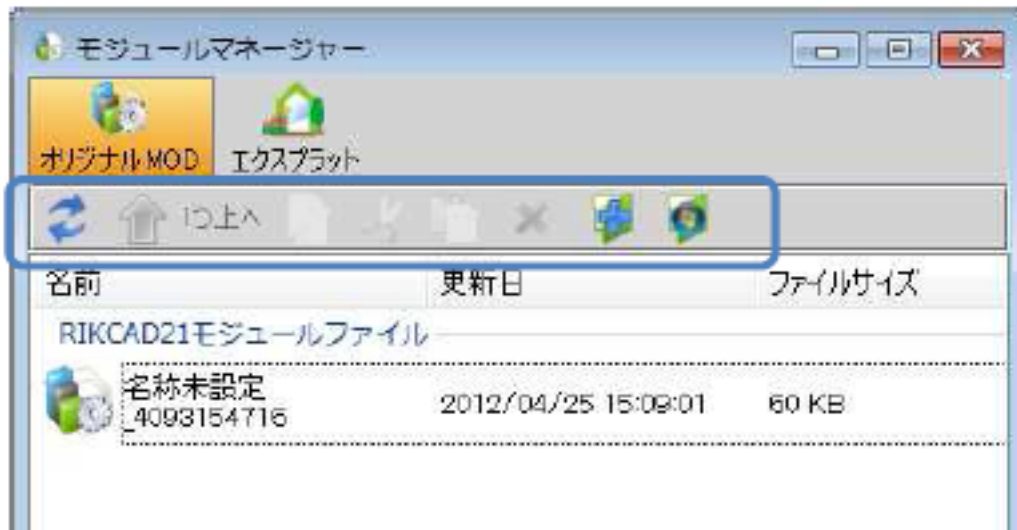 モジュールマネージャー
オリジナルMOD エクスプラット
1つ上へ
名前 更新日 ファイルサイズ
RIKCAD21モジュールファイル
名称未設定
_4093154716 2012/04/25 15:09:01 60 KB